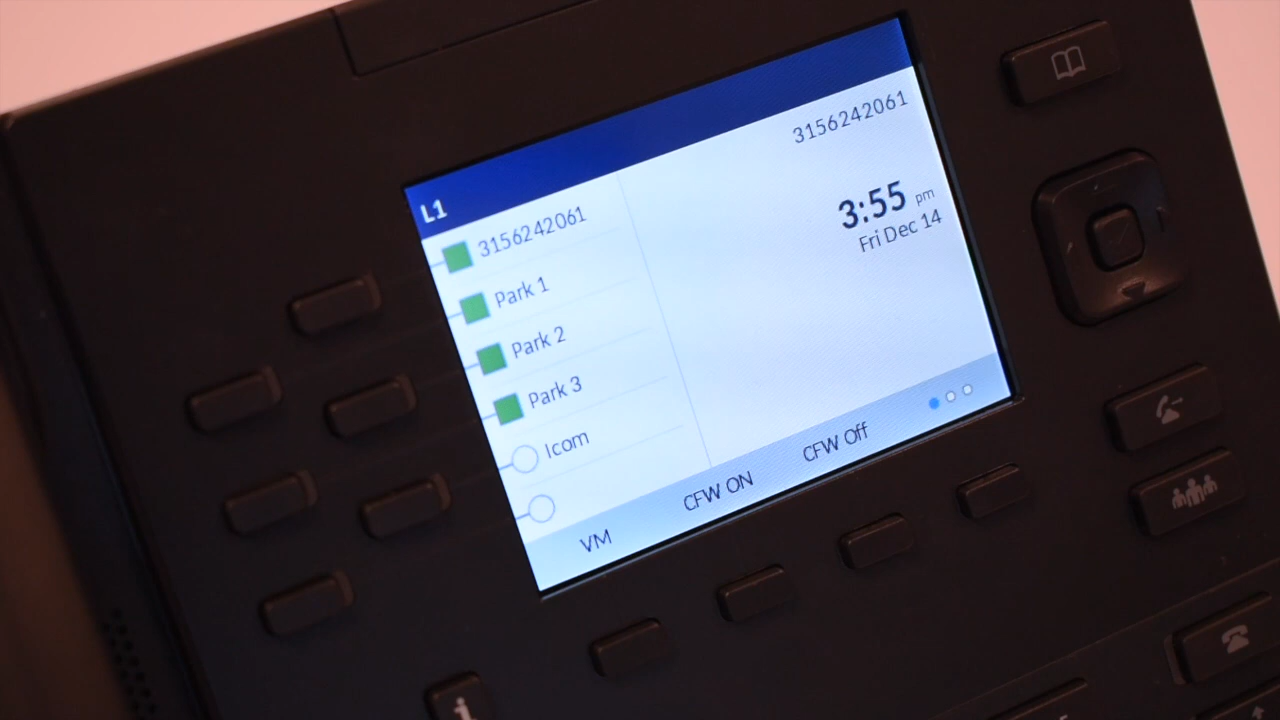 L1
3156242061
3156242061
3:55 pm
Fri Dec 14
Park 1
Park 2
Park 3
Icom
VM
CFW ON
CFW Off
i